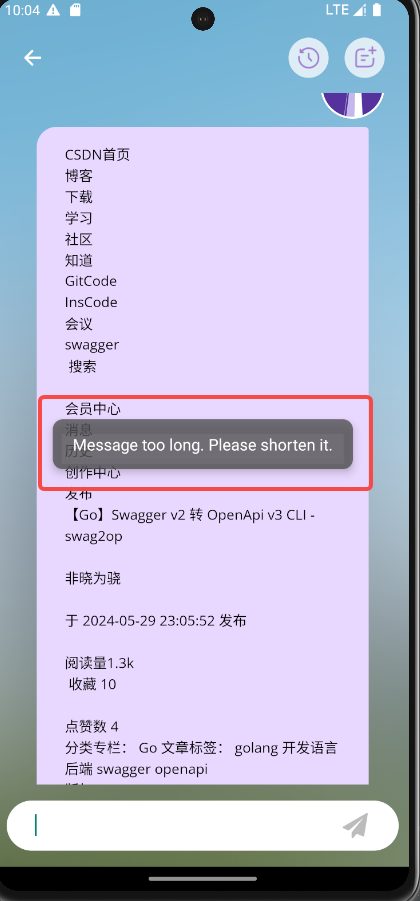 10:04
LTE
CSDN首页
博客
下载
学习
社区
知道
GitCode
InsCode
会议
swagger
搜索
会员中心
消息
Message too long. Please shorten it.
历史
创作中心
发布
【Go】Swagger v2 转 OpenApi v3 CLI -
swag2op
非晓为骁
于 2024-05-29 23:05:52 发布
阅读量1.3k
收藏 10
点赞数 4
分类专栏： Go 文章标签： golang 开发语言
后端 swagger openapi